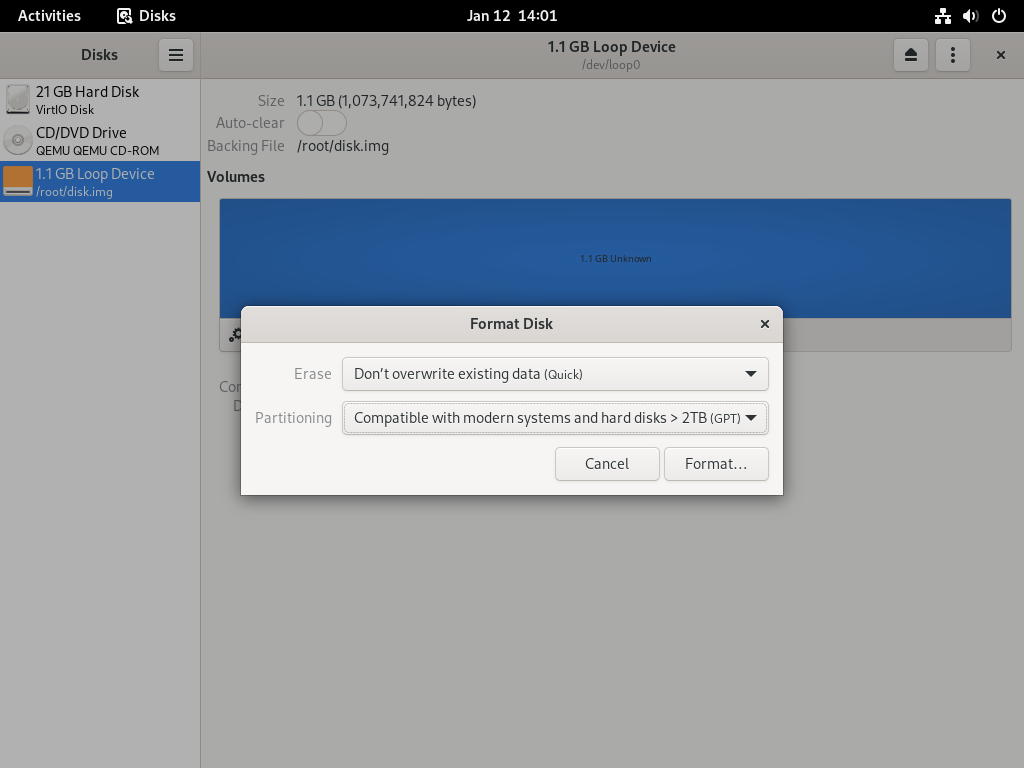 Activities
Disks
Jan 12 14:01
Disks
1.1 GB Loop Device
/dev/loop0
21 GB Hard Disk
VirtIO Disk
CD/DVD Drive
QEMU QEMU CD-ROM
1.1 GB Loop Device
/root/disk.img
Size 1.1 GB (1,073,741,824 bytes)
Auto-clear
Backing File /root/disk.img
Volumes
1.1 GB Unknown
Format Disk
Erase Don't overwrite existing data (Quick)
Partitioning Compatible with modern systems and hard disks > 2TB (GPT)
Cancel Format…